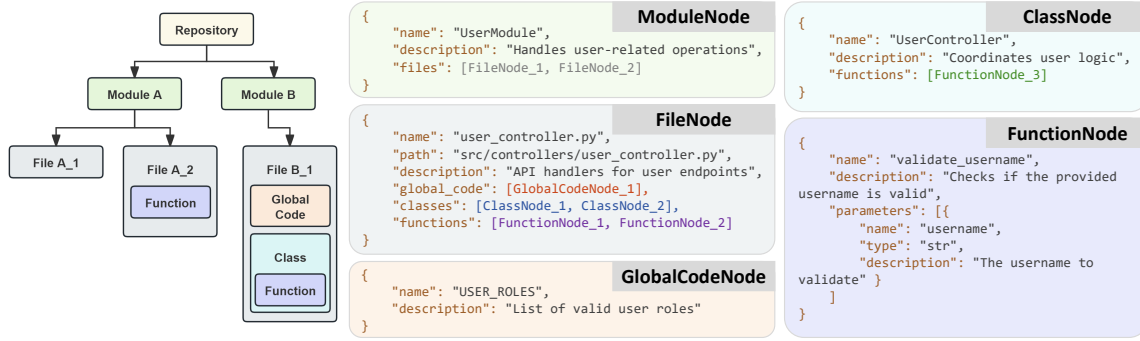 Repository
Module A
Module B
File A_1
File A_2
Function
File B_1
Global
Code
Class
Function
ModuleNode
{
"name": "UserModule",
"description": "Handles user-related operations",
"files": [FileNode_1, FileNode_2]
}
FileNode
{
"name": "user_controller.py",
"path": "src/controllers/user_controller.py",
"description": "API handlers for user endpoints",
"global_code": [GlobalCodeNode_1],
"classes": [ClassNode_1, ClassNode_2],
"functions": [FunctionNode_1, FunctionNode_2]
}
GlobalCodeNode
{
"name": "USER_ROLES",
"description": "List of valid user roles"
}
ClassNode
{
"name": "UserController",
"description": "Coordinates user logic",
"functions": [FunctionNode_3]
}
FunctionNode
{
"name": "validate_username",
"description": "Checks if the provided
username is valid",
"parameters": [{
"name": "username",
"type": "str",
"description": "The username to
validate" }
]
}